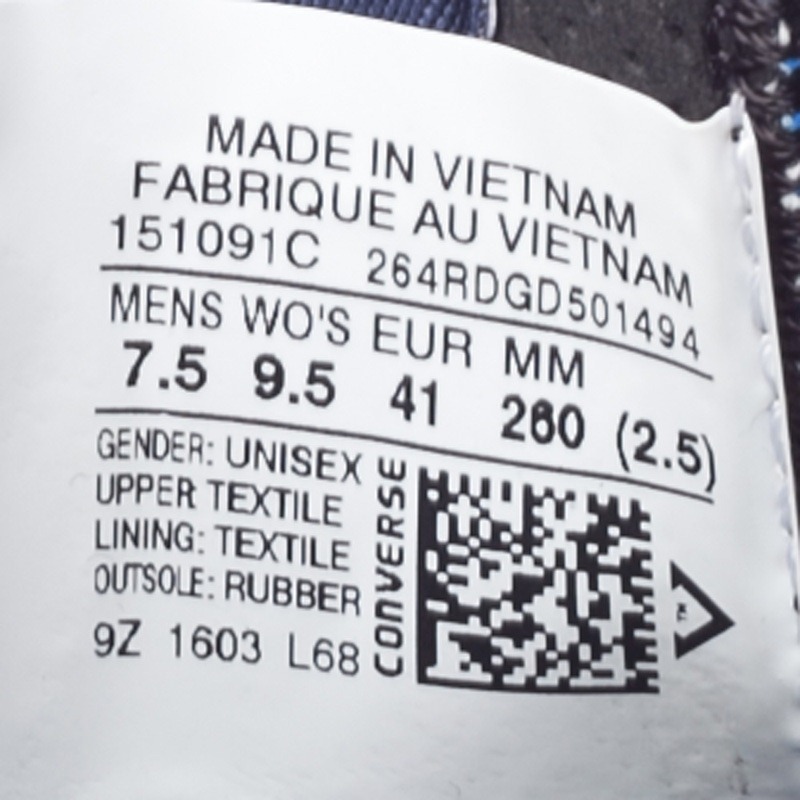 MADE IN VIETNAM
FABRIQUE AU VIETNAM
151091C 264RDGD501494
MENS WO'S EUR MM
7.5 9.5 41 260 (2.5)
GENDER: UNISEX
UPPER TEXTILE
LINING: TEXTILE
OUTSOLE: RUBBER
9Z 1603 L68
CONVERSE